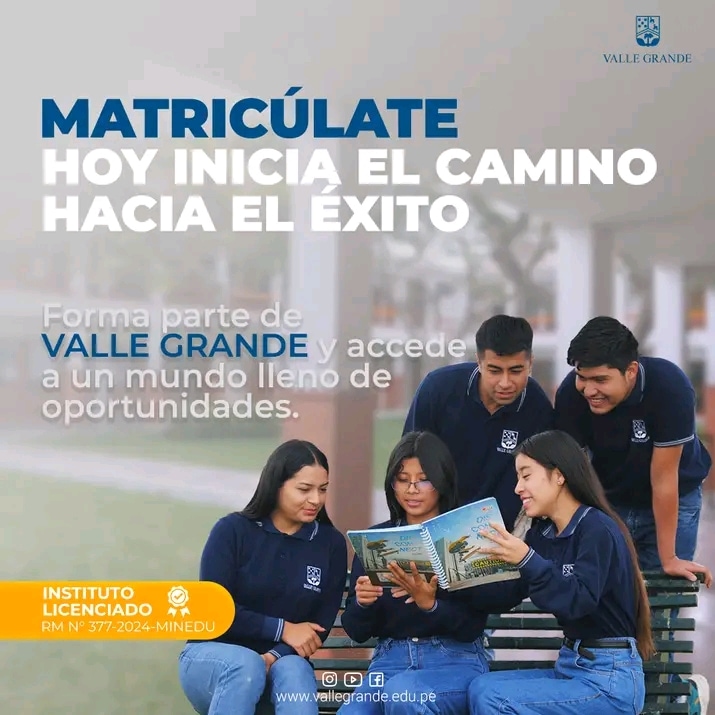 VALLE GRANDE
MATRICÚLATE
HOY INICIA EL CAMINO
HACIA EL ÉXITO
Forma parte de
VALLE GRANDE y accede
a un mundo lleno de
oportunidades.
INSTITUTO
LICENCIADO
RM N° 377-2024-MINEDU
www.vallegrande.edu.pe